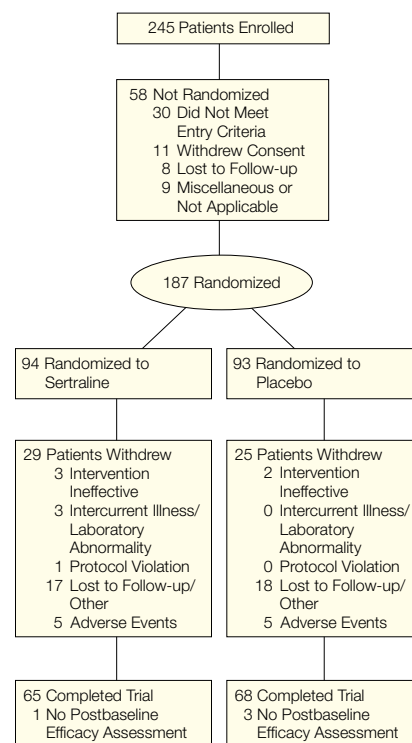 245 Patients Enrolled
58 Not Randomized
30 Did Not Meet
Entry Criteria
11 Withdrew Consent
8 Lost to Follow-up
9 Miscellaneous or
Not Applicable
187 Randomized
94 Randomized to
Sertraline
29 Patients Withdrew
3 Intervention
Ineffective
3 Intercurrent Illness/
Laboratory
Abnormality
1 Protocol Violation
17 Lost to Follow-up/
Other
5 Adverse Events
65 Completed Trial
1 No Postbaseline
Efficacy Assessment
93 Randomized to
Placebo
25 Patients Withdrew
2 Intervention
Ineffective
0 Intercurrent Illness/
Laboratory
Abnormality
0 Protocol Violation
18 Lost to Follow-up/
Other
5 Adverse Events
68 Completed Trial
3 No Postbaseline
Efficacy Assessment